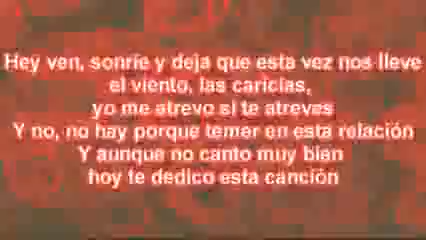 Hey ven, sonríe y deja que esta vez nos lleve
el viento, las caricias,
yo me atrevo si te atreves
Y no, no hay porque temer en esta relación
Y aunque no canto muy bien
hoy te dedico esta canción